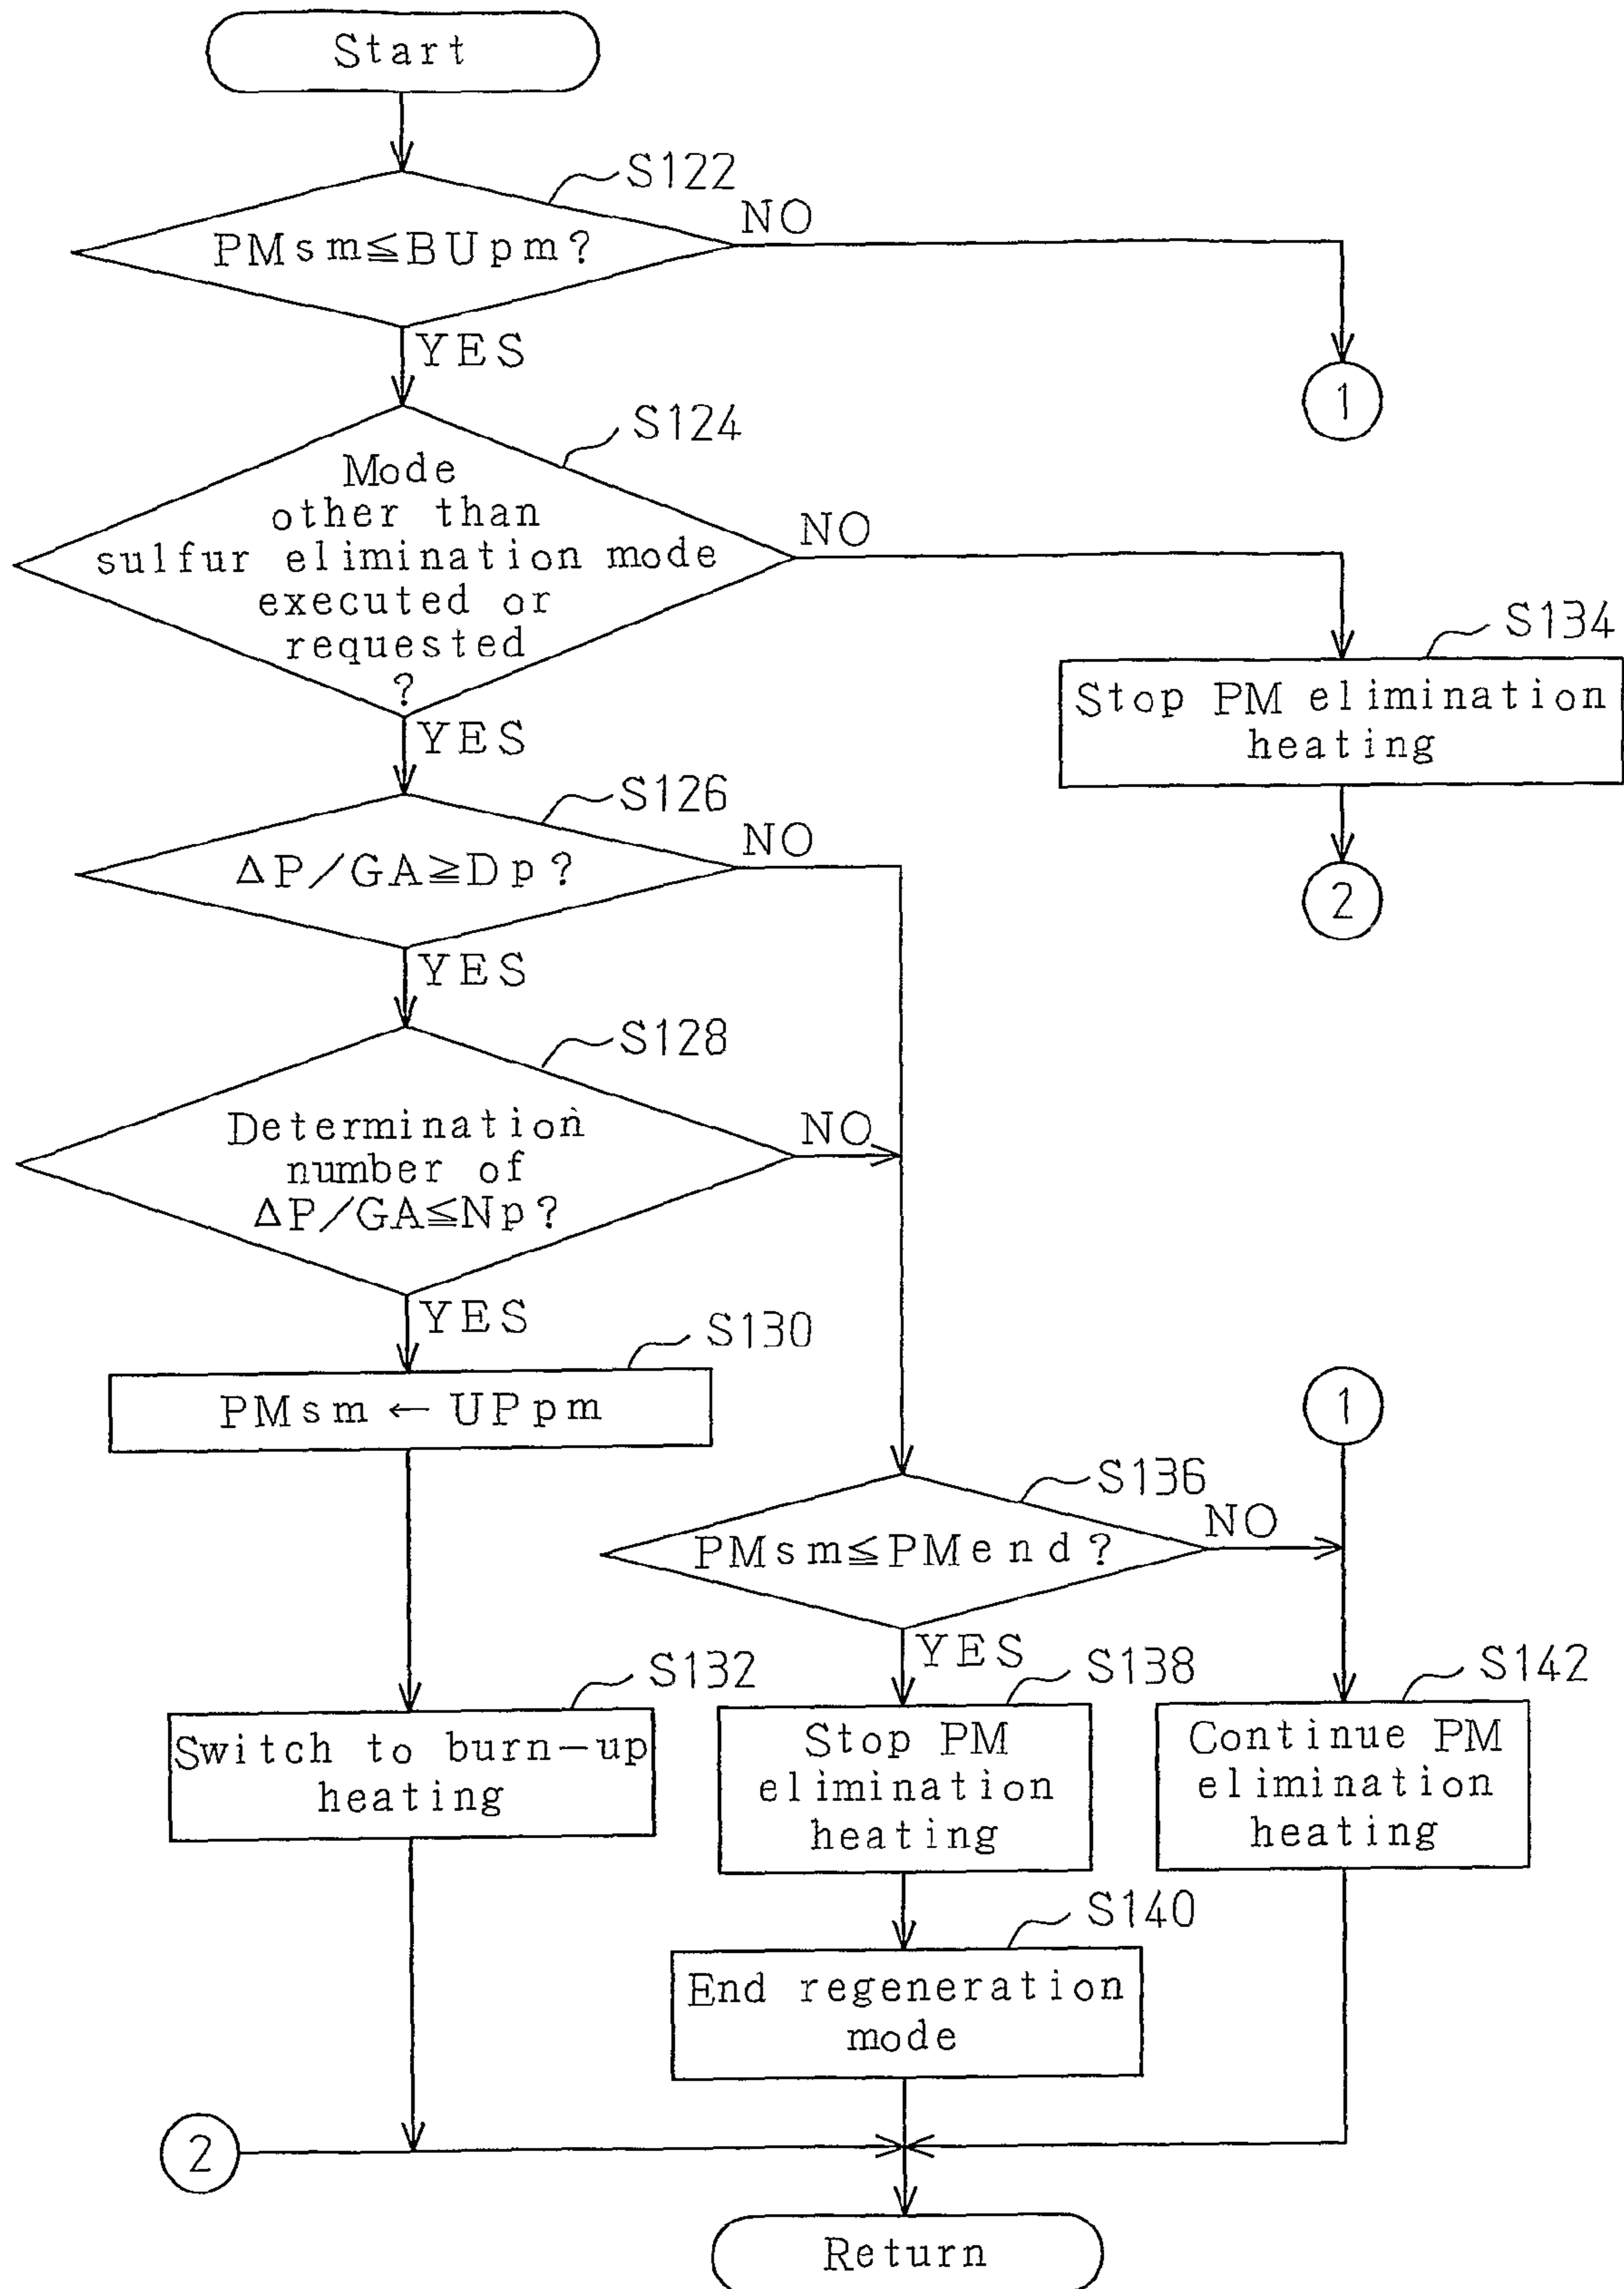 Start
S122
PMsm≦BUpm?
NO
YES
1
S124
Mode
other than
sulfur elimination mode
executed or
requested
?
NO
YES
S134
Stop PM elimination
heating
2
S126
ΔP/GA≧Dp?
NO
YES
S128
Determination
number of
ΔP/GA≦Np?
NO
YES
S130
PMsm ← UPpm
1
S136
PMsm≦PMend?
NO
YES
S132
Switch to burn-up
heating
S138
Stop PM
elimination
heating
S142
Continue PM
elimination
heating
S140
End regeneration
mode
2
Return